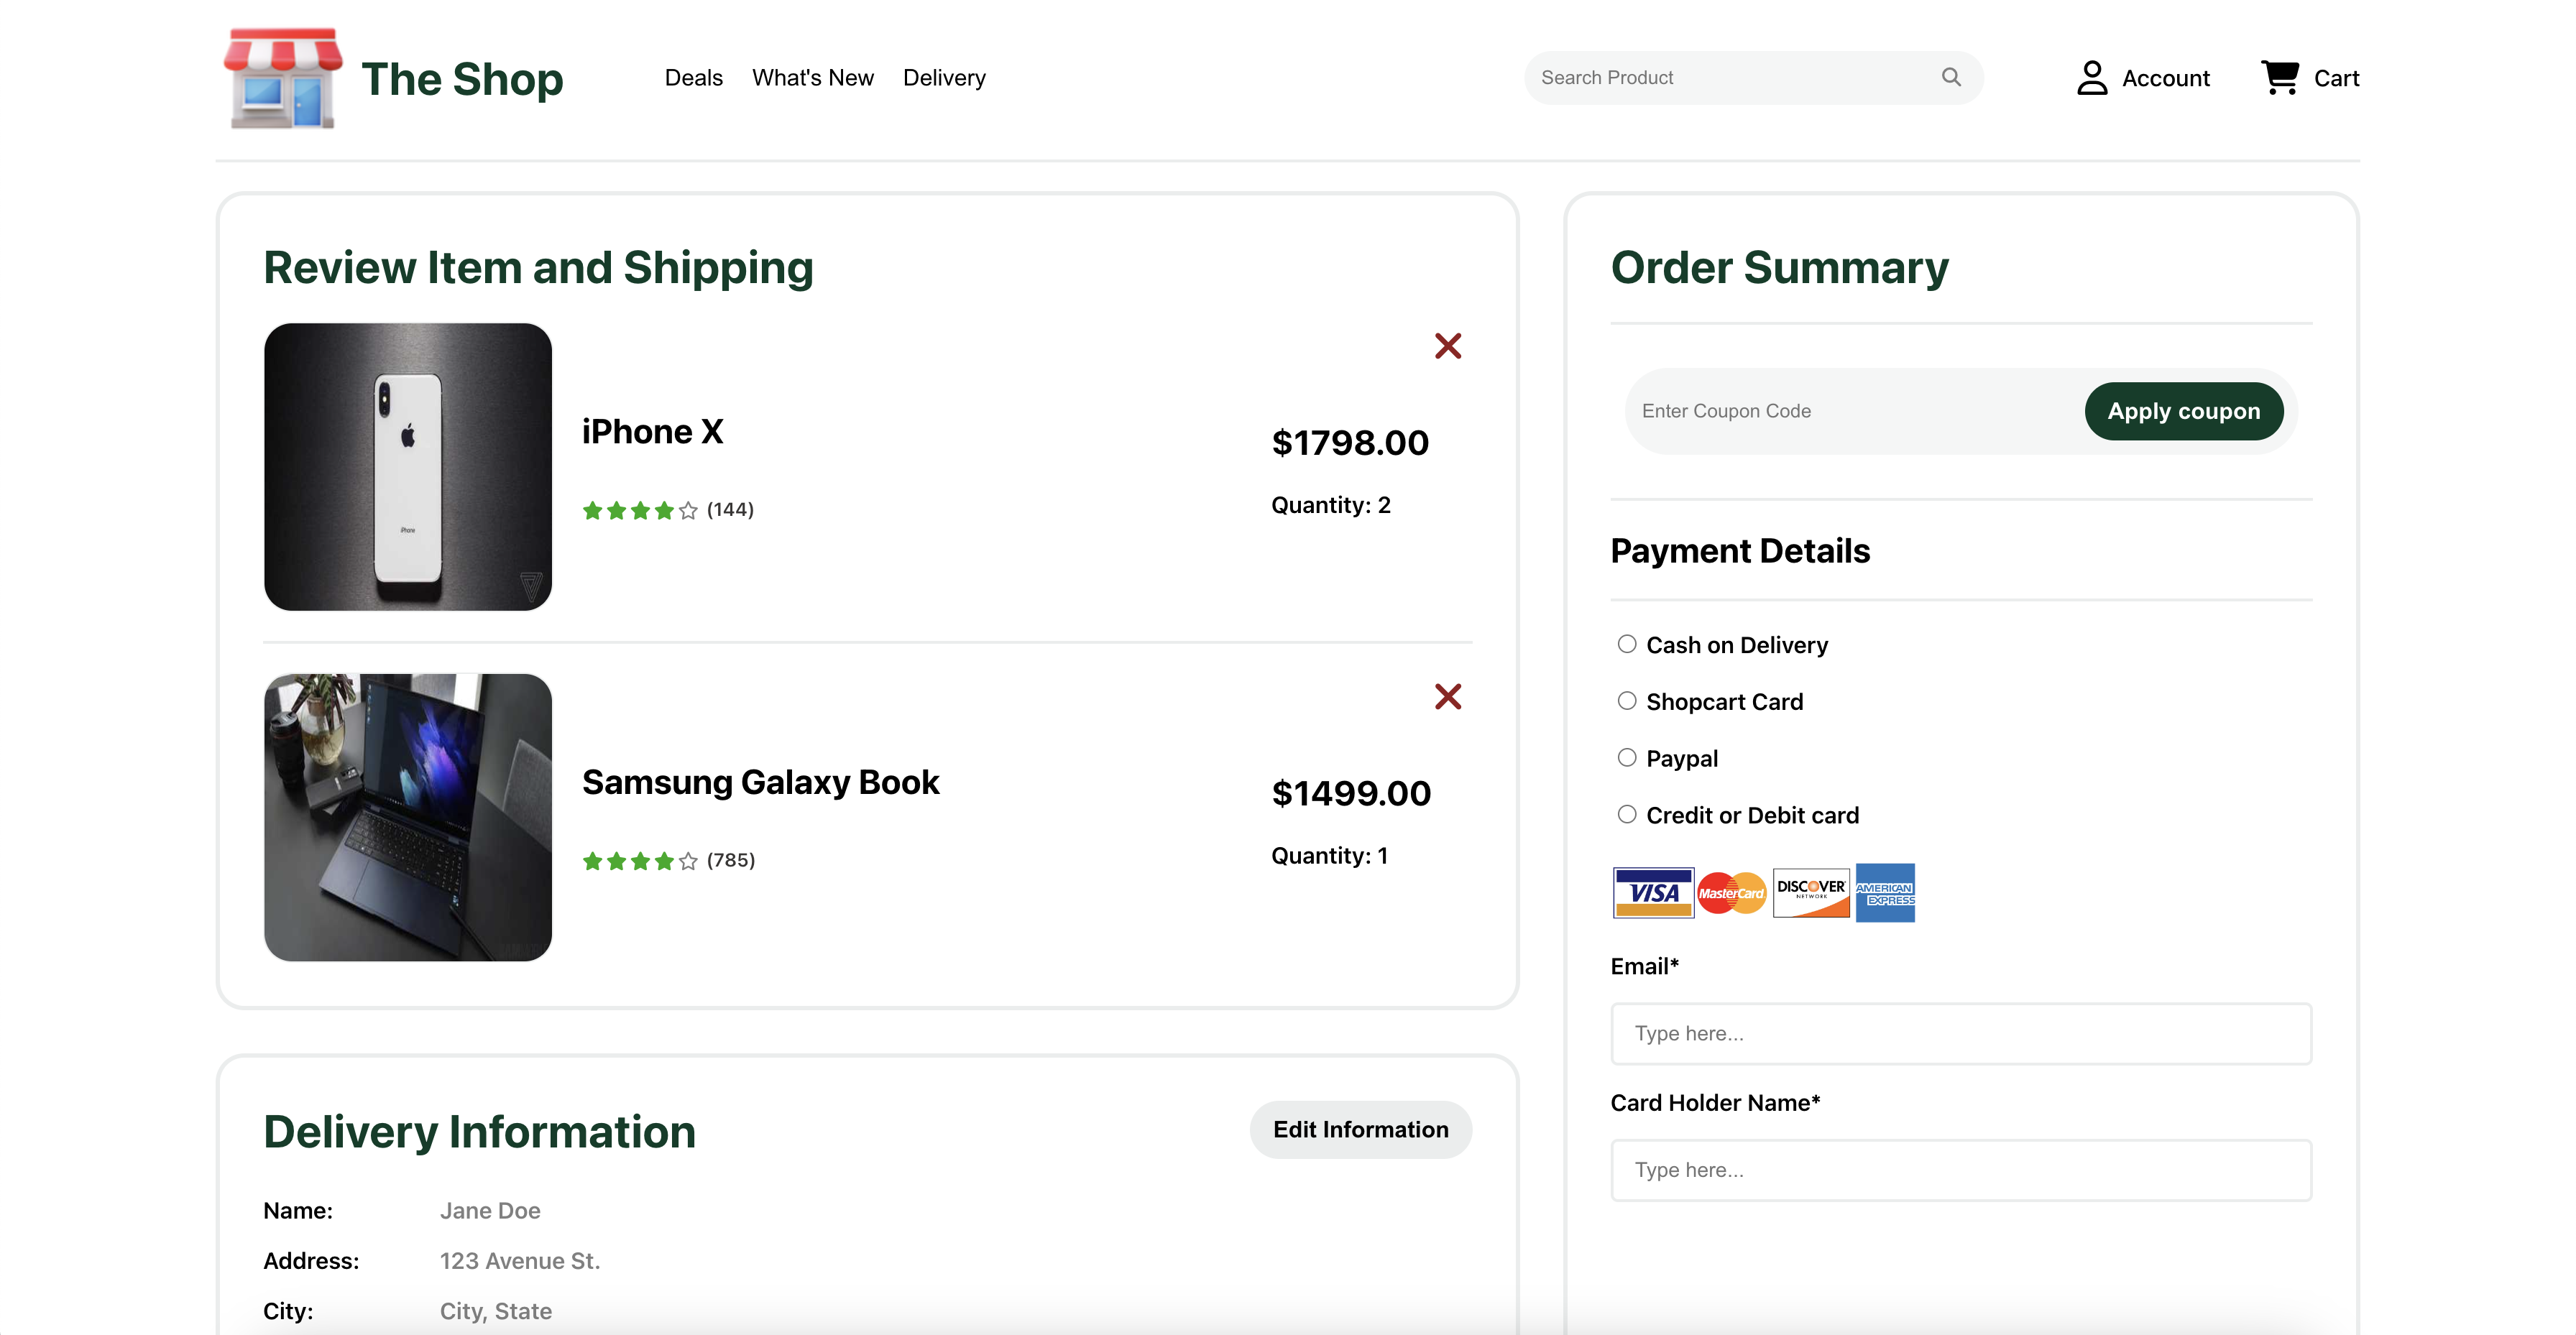 The Shop
Deals
What's New
Delivery
Search Product
Account
Cart
Review Item and Shipping
iPhone X
(144)
$1798.00
Quantity: 2
iPhone
Samsung Galaxy Book
(785)
$1499.00
Quantity: 1
Delivery Information
Edit Information
Name: Jane Doe
Address: 123 Avenue St.
City: City, State
Order Summary
Enter Coupon Code
Apply coupon
Payment Details
Cash on Delivery
Shopcart Card
Paypal
Credit or Debit card
VISA
MasterCard
DISCOVER
NETWORK
AMERICAN
EXPRESS
Email*
Type here...
Card Holder Name*
Type here...